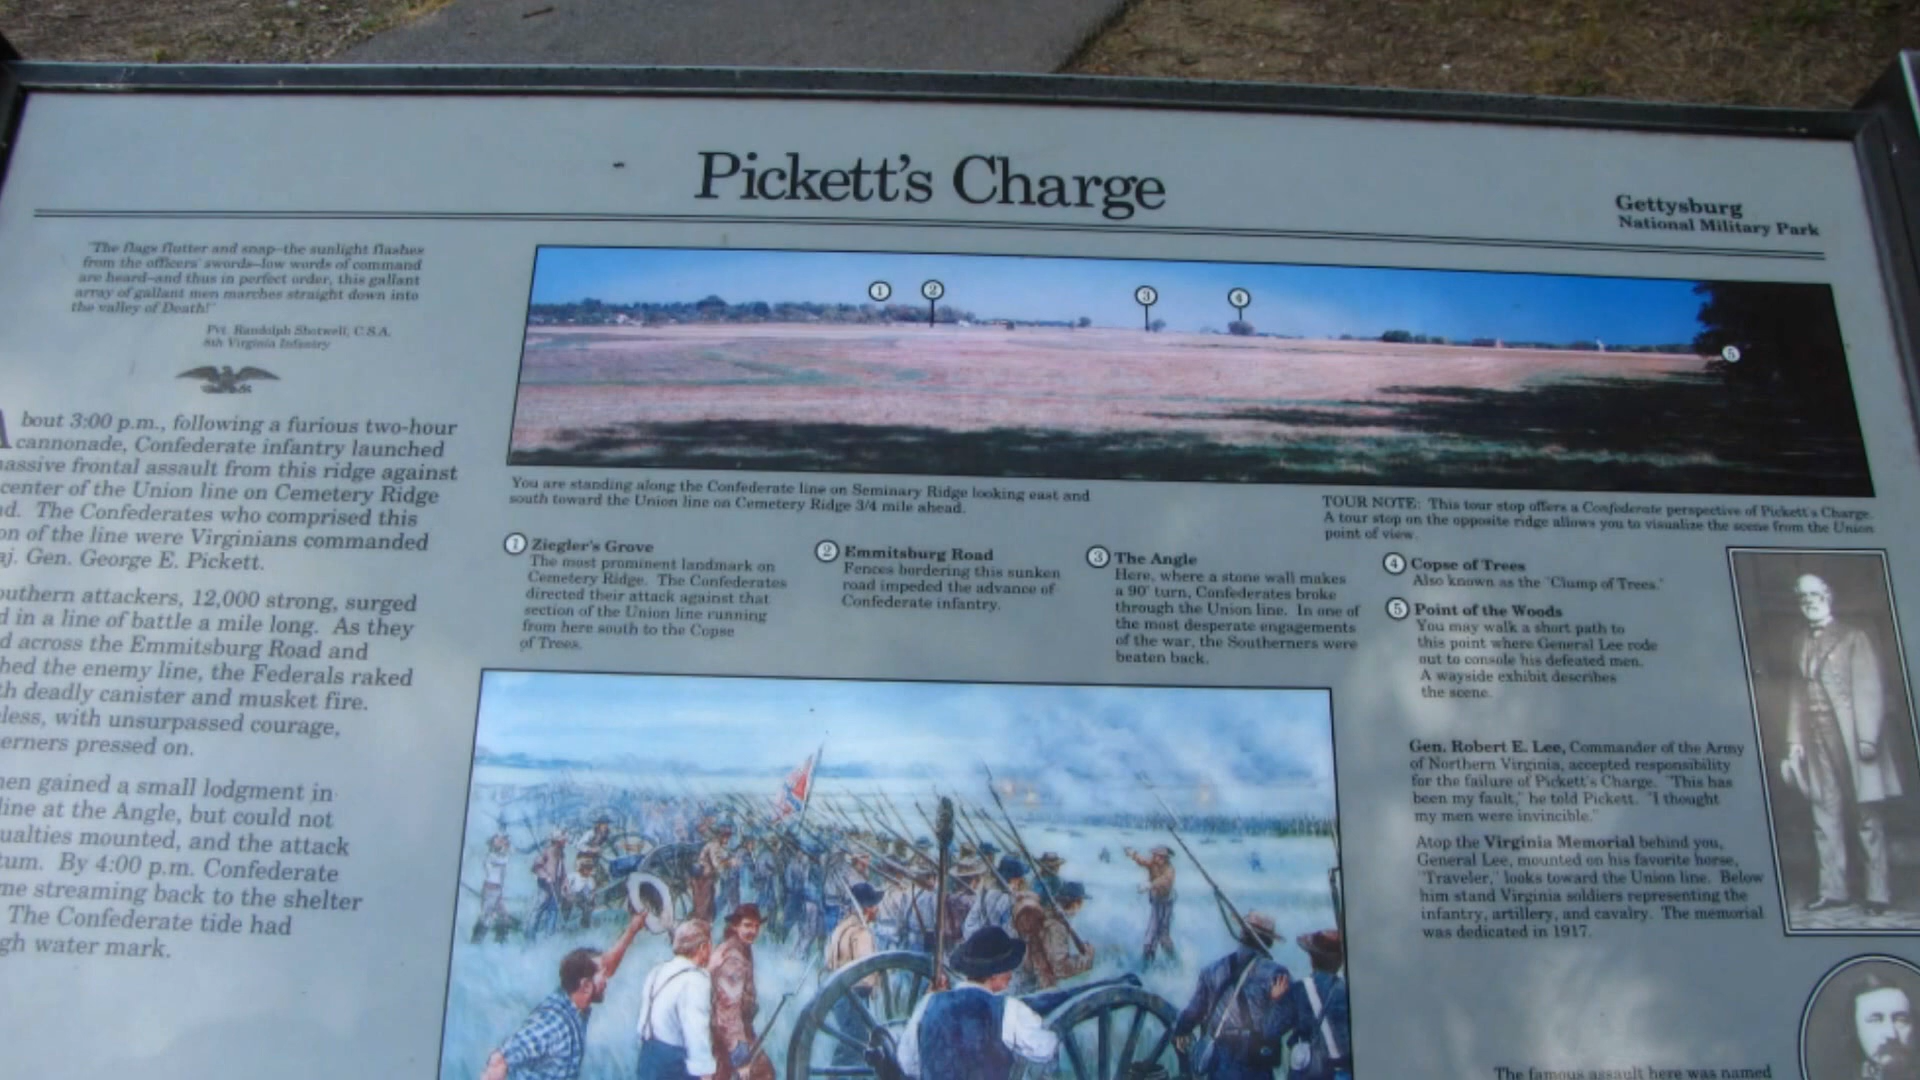 Pickett's Charge
Gettysburg
National Military Park
"The flags flutter and snap—the sunlight flashes
from the officers' swords—low words of command
are heard—and thus in perfect order, this gallant
array of gallant men marches straight down into
the valley of Death!"
Pvt. Randolph Shotwell, C.S.A.
8th Virginia Infantry
About 3:00 p.m., following a furious two-hour
cannonade, Confederate infantry launched
massive frontal assault from this ridge against
center of the Union line on Cemetery Ridge
The Confederates who comprised this
of the line were Virginians commanded
Gen. George E. Pickett.
attackers, 12,000 strong, surged
in a line of battle a mile long. As they
across the Emmitsburg Road and
the enemy line, the Federals raked
deadly canister and musket fire.
with unsurpassed courage,
pressed on.
gained a small lodgment in
line at the Angle, but could not
mounted, and the attack
By 4:00 p.m. Confederate
streaming back to the shelter
The Confederate tide had
water mark.
1 2 3 4 5
You are standing along the Confederate line on Seminary Ridge looking east and
south toward the Union line on Cemetery Ridge 3/4 mile ahead.
TOUR NOTE: This tour stop offers a Confederate perspective of Pickett's Charge.
A tour stop on the opposite ridge allows you to visualize the scene from the Union
point of view.
1 Ziegler's Grove
The most prominent landmark on
Cemetery Ridge. The Confederates
directed their attack against that
section of the Union line running
from here south to the Copse
of Trees.
2 Emmitsburg Road
Fences bordering this sunken
road impeded the advance of
Confederate infantry.
3 The Angle
Here, where a stone wall makes
a 90° turn, Confederates broke
through the Union line. In one of
the most desperate engagements
of the war, the Southerners were
beaten back.
4 Copse of Trees
Also known as the "Clump of Trees."
5 Point of the Woods
You may walk a short path to
this point where General Lee rode
out to console his defeated men.
A wayside exhibit describes
the scene.
Gen. Robert E. Lee, Commander of the Army
of Northern Virginia, accepted responsibility
for the failure of Pickett's Charge. "This has
been my fault," he told Pickett. "I thought
my men were invincible."
Atop the Virginia Memorial behind you,
General Lee, mounted on his favorite horse,
"Traveler," looks toward the Union line. Below
him stand Virginia soldiers representing the
infantry, artillery, and cavalry. The memorial
was dedicated in 1917.
The famous assault here was named